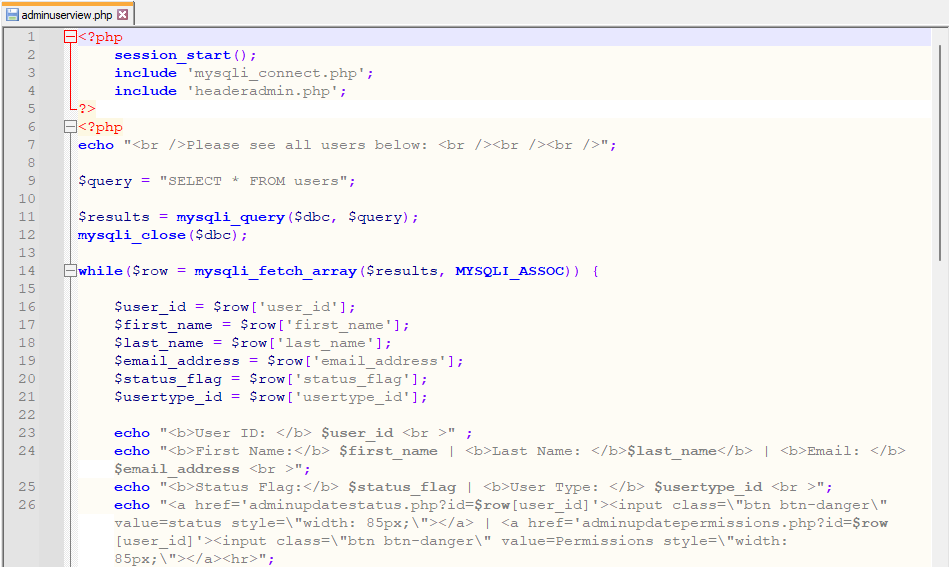 adminuserview.php
1 <?php
2 session_start();
3 include 'mysqli_connect.php';
4 include 'headeradmin.php';
5 ?>
6 <?php
7 echo "<br />Please see all users below: <br /><br /><br />";
8
9 $query = "SELECT * FROM users";
10
11 $results = mysqli_query($dbc, $query);
12 mysqli_close($dbc);
13
14 while($row = mysqli_fetch_array($results, MYSQLI_ASSOC)) {
15
16 $user_id = $row['user_id'];
17 $first_name = $row['first_name'];
18 $last_name = $row['last_name'];
19 $email_address = $row['email_address'];
20 $status_flag = $row['status_flag'];
21 $usertype_id = $row['usertype_id'];
22
23 echo "<b>User ID: </b> $user_id <br >" ;
24 echo "<b>First Name:</b> $first_name | <b>Last Name: </b>$last_name</b> | <b>Email: </b>
$email_address <br >";
25 echo "<b>Status Flag:</b> $status_flag | <b>User Type: </b> $usertype_id <br >";
26 echo "<a href='adminupdatestatus.php?id=$row[user_id]'><input class=\"btn btn-danger\"
value=status style=\"width: 85px;\"></a> | <a href='adminupdatepermissions.php?id=$row
[user_id]'><input class=\"btn btn-danger\" value=Permissions style=\"width:
85px;\"></a><hr>";